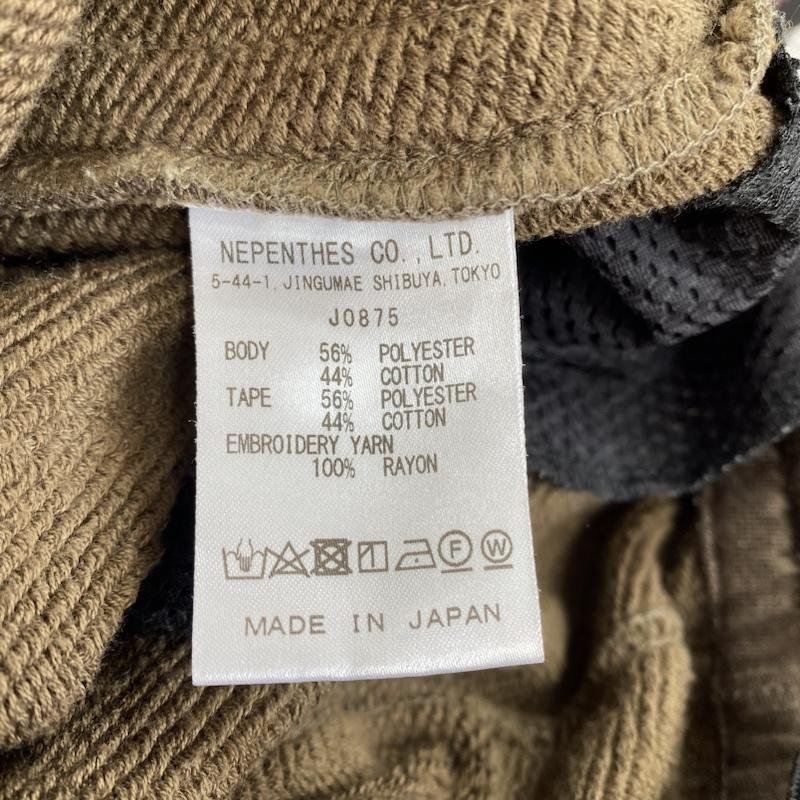 NEPENTHES CO., LTD.
5-44-1, JINGUMAE SHIBUYA, TOKYO
J0875
BODY 56% POLYESTER
44% COTTON
TAPE 56% POLYESTER
44% COTTON
EMBROIDERY YARN
100% RAYON
F W
MADE IN JAPAN